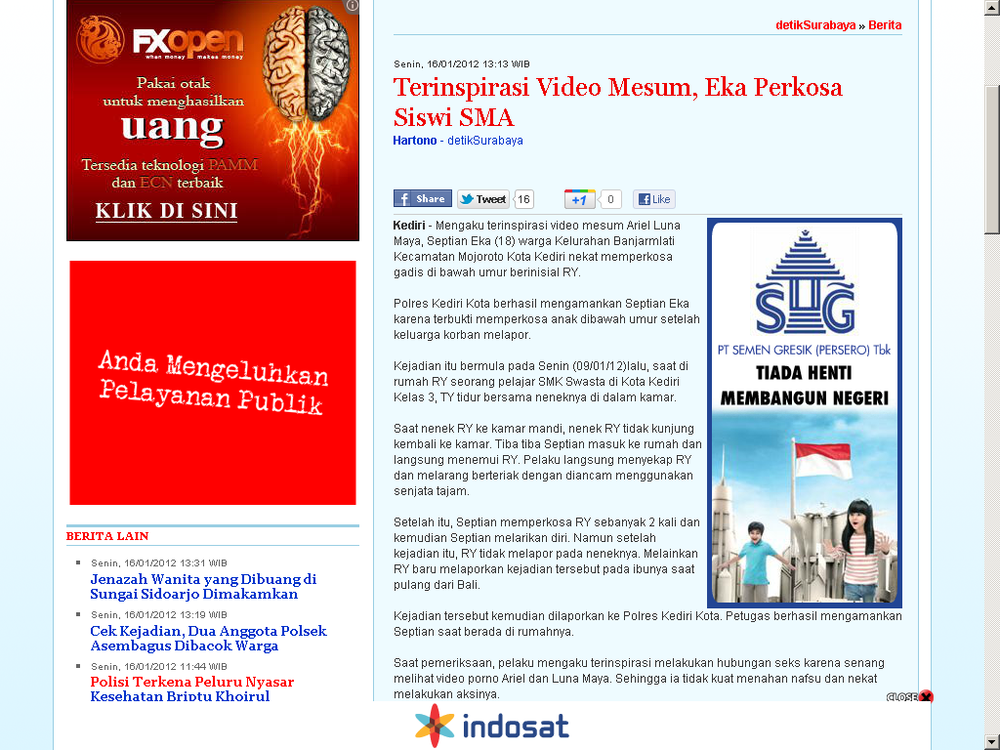 FXopen
when money makes money
Pakai otak
untuk menghasilkan
uang
Tersedia teknologi PAMM
dan ECN terbaik
KLIK DI SINI
Anda Mengeluhkan
Pelayanan Publik
BERITA LAIN
Senin, 16/01/2012 13:31 WIB
Jenazah Wanita yang Dibuang di
Sungai Sidoarjo Dimakamkan
Senin, 16/01/2012 13:19 WIB
Cek Kejadian, Dua Anggota Polsek
Asembagus Dibacok Warga
Senin, 16/01/2012 11:44 WIB
Polisi Terkena Peluru Nyasar
Kesehatan Briptu Khoirul
detikSurabaya » Berita
Senin, 16/01/2012 13:13 WIB
Terinspirasi Video Mesum, Eka Perkosa
Siswi SMA
Hartono - detikSurabaya
Share Tweet 16 +1 0 Like
Kediri - Mengaku terinspirasi video mesum Ariel Luna
Maya, Septian Eka (18) warga Kelurahan Banjarmlati
Kecamatan Mojoroto Kota Kediri nekat memperkosa
gadis di bawah umur berinisial RY.
Polres Kediri Kota berhasil mengamankan Septian Eka
karena terbukti memperkosa anak dibawah umur setelah
keluarga korban melapor.
Kejadian itu bermula pada Senin (09/01/12)lalu, saat di
rumah RY seorang pelajar SMK Swasta di Kota Kediri
Kelas 3, TY tidur bersama neneknya di dalam kamar.
Saat nenek RY ke kamar mandi, nenek RY tidak kunjung
kembali ke kamar. Tiba tiba Septian masuk ke rumah dan
langsung menemui RY. Pelaku langsung menyekap RY
dan melarang berteriak dengan diancam menggunakan
senjata tajam.
Setelah itu, Septian memperkosa RY sebanyak 2 kali dan
kemudian Septian melarikan diri. Namun setelah
kejadian itu, RY tidak melapor pada neneknya. Melainkan
RY baru melaporkan kejadian tersebut pada ibunya saat
pulang dari Bali.
Kejadian tersebut kemudian dilaporkan ke Polres Kediri Kota. Petugas berhasil mengamankan
Septian saat berada di rumahnya.
Saat pemeriksaan, pelaku mengaku terinspirasi melakukan hubungan seks karena senang
melihat video porno Ariel dan Luna Maya. Sehingga ia tidak kuat menahan nafsu dan nekat
melakukan aksinya.
SHG
PT SEMEN GRESIK (PERSERO) Tbk
TIADA HENTI
MEMBANGUN NEGERI
CLOSE
indosat